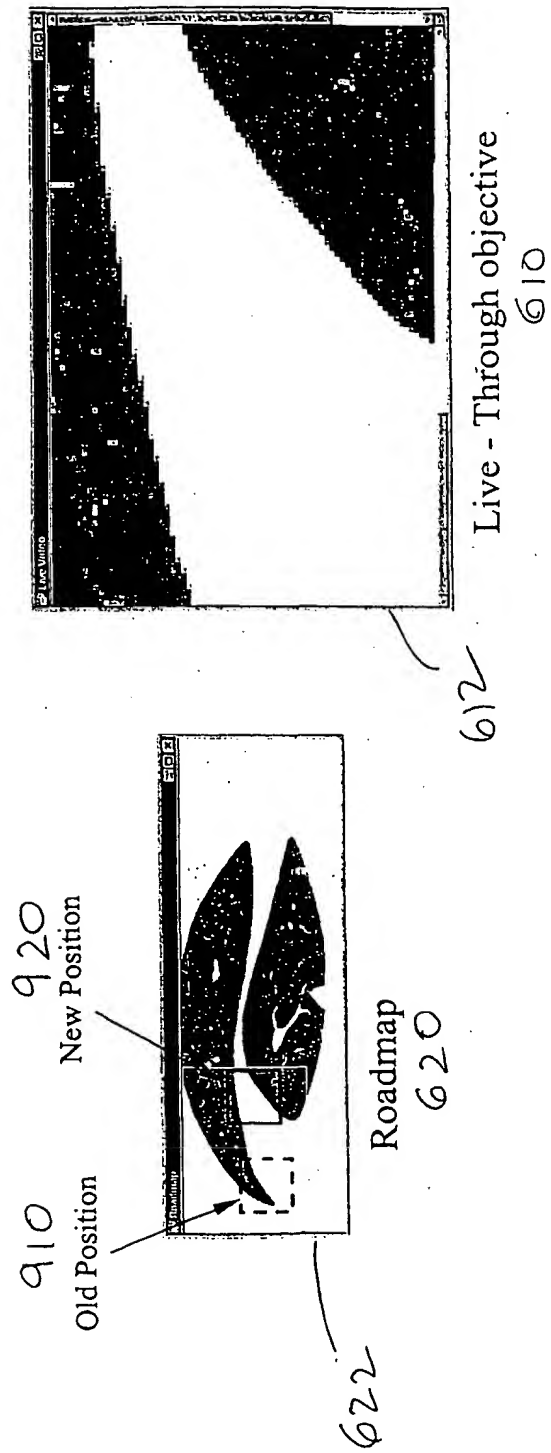 910
Old Position
920
New Position
Roadmap
622
Roadmap
620
Live Video
612
Live - Through objective
610